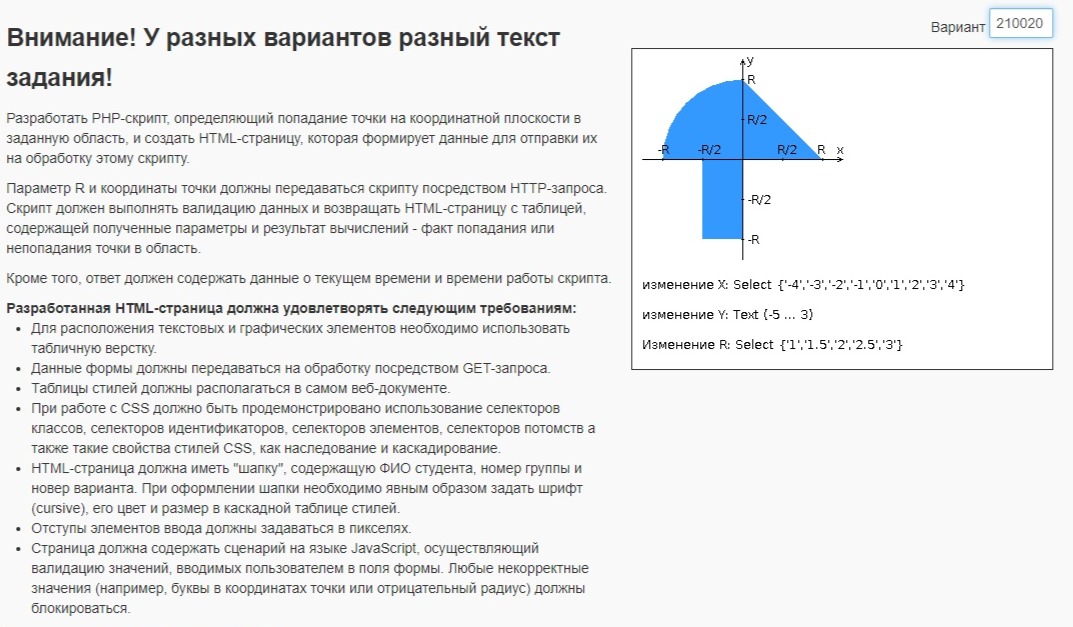 Вариант 210020
Внимание! У разных вариантов разный текст
задания!
Разработать PHP-скрипт, определяющий попадание точки на координатной плоскости в
заданную область, и создать HTML-страницу, которая формирует данные для отправки их
на обработку этому скрипту.
Параметр R и координаты точки должны передаваться скрипту посредством HTTP-запроса.
Скрипт должен выполнять валидацию данных и возвращать HTML-страницу с таблицей,
содержащей полученные параметры и результат вычислений - факт попадания или
непопадания точки в область.
Кроме того, ответ должен содержать данные о текущем времени и времени работы скрипта.
Разработанная HTML-страница должна удовлетворять следующим требованиям:
• Для расположения текстовых и графических элементов необходимо использовать
табличную верстку.
• Данные формы должны передаваться на обработку посредством GET-запроса.
• Таблицы стилей должны располагаться в самом веб-документе.
• При работе с CSS должно быть продемонстрировано использование селекторов
классов, селекторов идентификаторов, селекторов элементов, селекторов потомств а
также такие свойства стилей CSS, как наследование и каскадирование.
• HTML-страница должна иметь "шапку", содержащую ФИО студента, номер группы и
новер варианта. При оформлении шапки необходимо явным образом задать шрифт
(cursive), его цвет и размер в каскадной таблице стилей.
• Отступы элементов ввода должны задаваться в пикселях.
• Страница должна содержать сценарий на языке JavaScript, осуществляющий
валидацию значений, вводимых пользователем в поля формы. Любые некорректные
значения (например, буквы в координатах точки или отрицательный радиус) должны
блокироваться.
y
R
R/2
-R -R/2 R/2 R x
-R/2
-R
изменение X: Select {'-4','-3','-2','-1','0','1','2','3','4'}
изменение Y: Text {-5 ... 3}
Изменение R: Select {'1','1.5','2','2.5','3'}